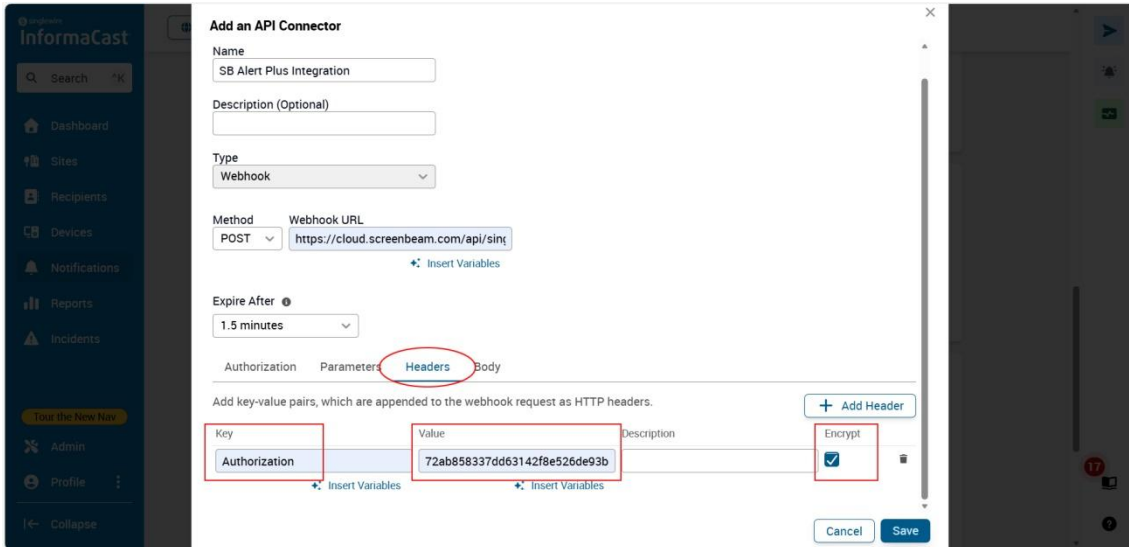 singlewire
InformaCast
Search ^K
Dashboard
Sites
Recipients
Devices
Notifications
Reports
Incidents
Tour the New Nav
Admin
Profile
Collapse
Add an API Connector
Name
SB Alert Plus Integration
Description (Optional)
Type
Webhook
Method Webhook URL
POST https://cloud.screenbeam.com/api/sing
Insert Variables
Expire After
1.5 minutes
Authorization Parameters Headers Body
Add key-value pairs, which are appended to the webhook request as HTTP headers.
+ Add Header
Key Value Description Encrypt
Authorization 72ab858337dd63142f8e526de93b
Insert Variables Insert Variables
Cancel Save
17